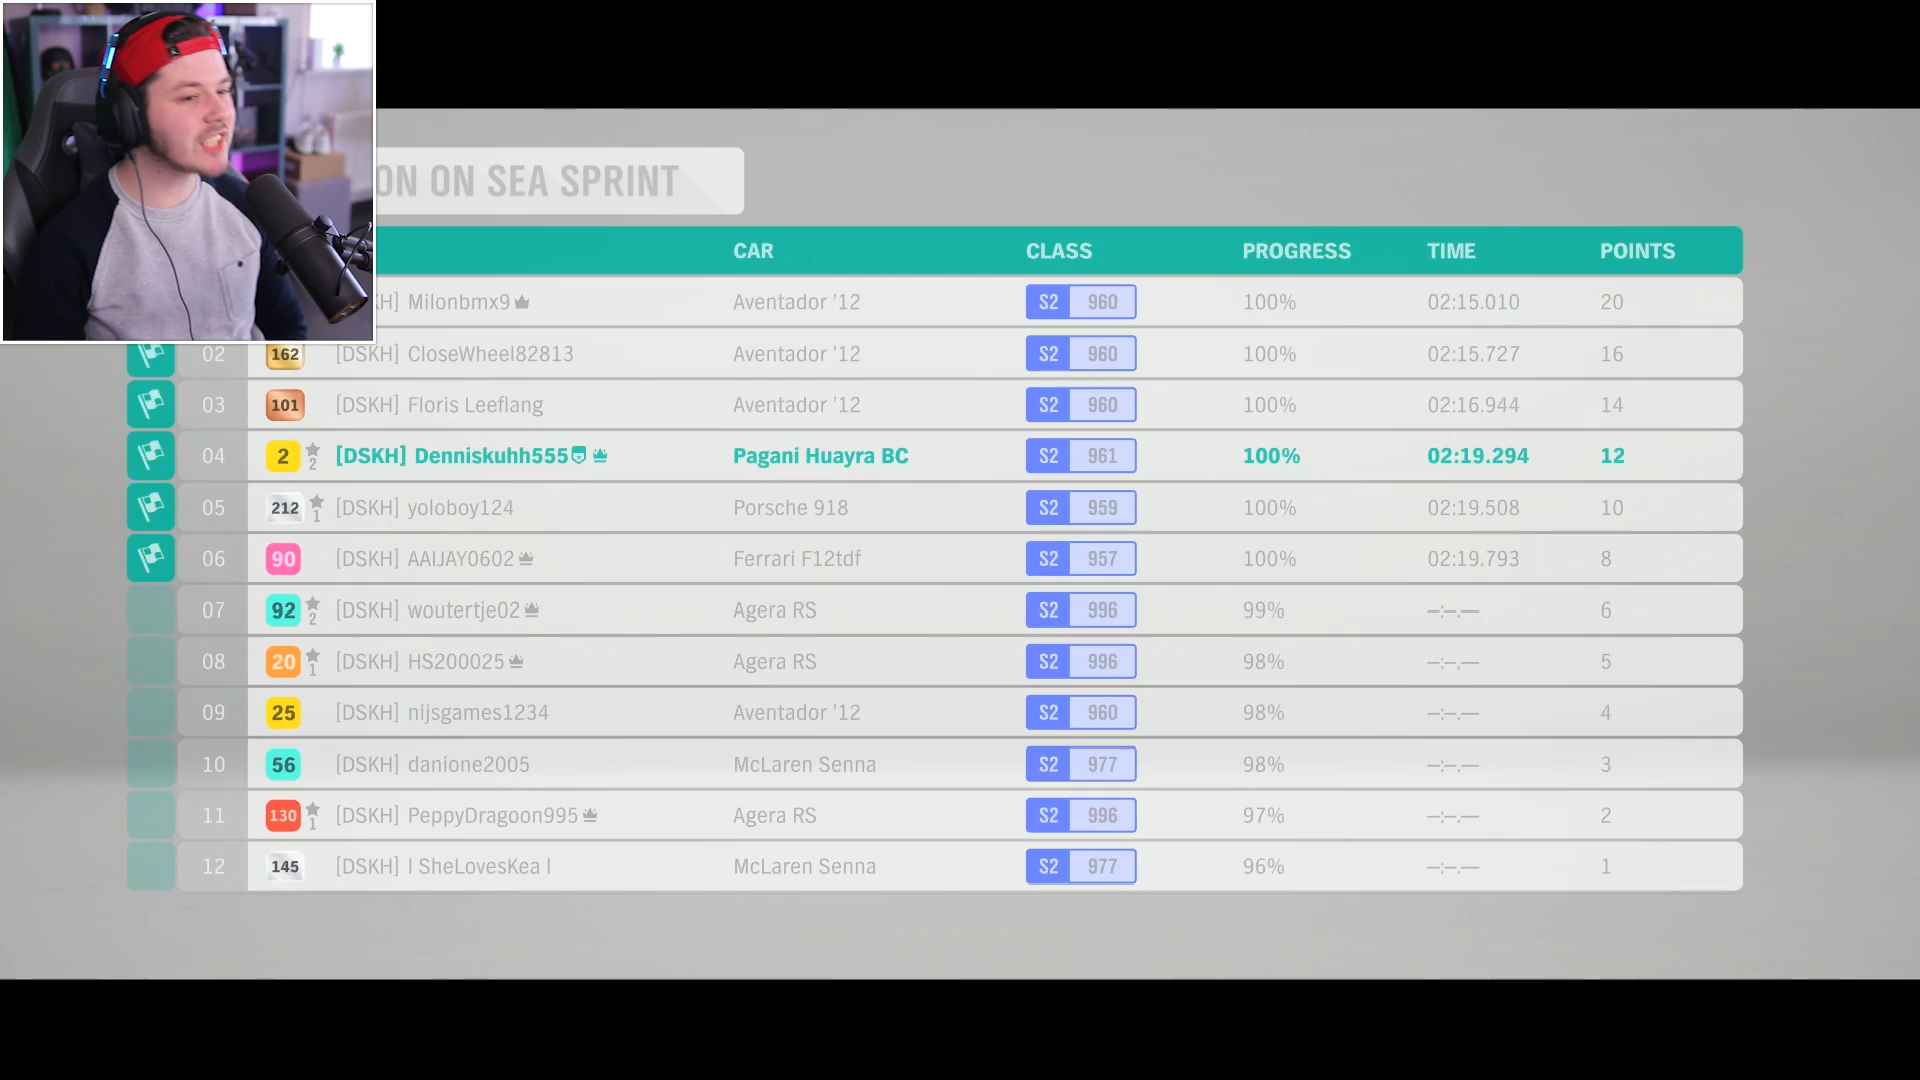 ON ON SEA SPRINT
CAR CLASS PROGRESS TIME POINTS
KH] Milonbmx9 Aventador '12 S2 960 100% 02:15.010 20
02 162 [DSKH] CloseWheel82813 Aventador '12 S2 960 100% 02:15.727 16
03 101 [DSKH] Floris Leeflang Aventador '12 S2 960 100% 02:16.944 14
04 2 2 [DSKH] Denniskuhh555 Pagani Huayra BC S2 961 100% 02:19.294 12
05 212 1 [DSKH] yoloboy124 Porsche 918 S2 959 100% 02:19.508 10
06 90 [DSKH] AAIJAY0602 Ferrari F12tdf S2 957 100% 02:19.793 8
07 92 2 [DSKH] woutertje02 Agera RS S2 996 99% –:–.–– 6
08 20 1 [DSKH] HS200025 Agera RS S2 996 98% –:–.–– 5
09 25 [DSKH] nijsgames1234 Aventador '12 S2 960 98% –:–.–– 4
10 56 [DSKH] danione2005 McLaren Senna S2 977 98% –:–.–– 3
11 130 1 [DSKH] PeppyDragoon995 Agera RS S2 996 97% –:–.–– 2
12 145 [DSKH] I SheLovesKea I McLaren Senna S2 977 96% –:–.–– 1